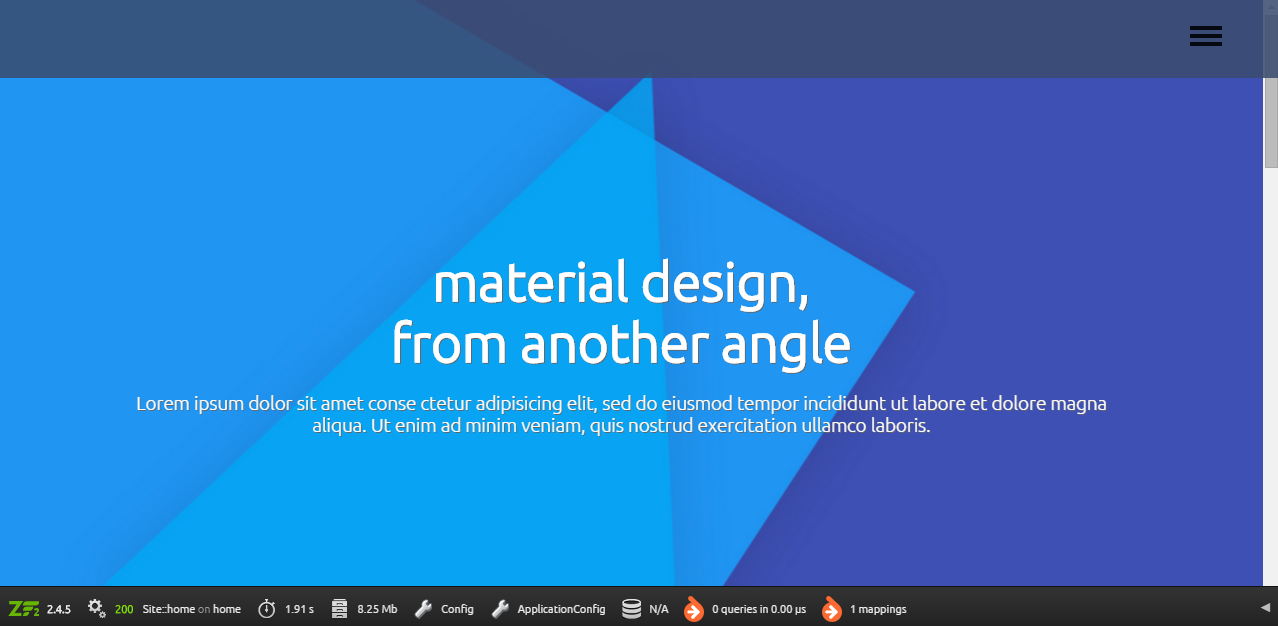 material design,
from another angle
Lorem ipsum dolor sit amet conse ctetur adipisicing elit, sed do eiusmod tempor incididunt ut labore et dolore magna
aliqua. Ut enim ad minim veniam, quis nostrud exercitation ullamco laboris.
ZF2 2.4.5 200 Site::home on home 1.91 s 8.25 Mb Config ApplicationConfig N/A 0 queries in 0.00 µs 1 mappings